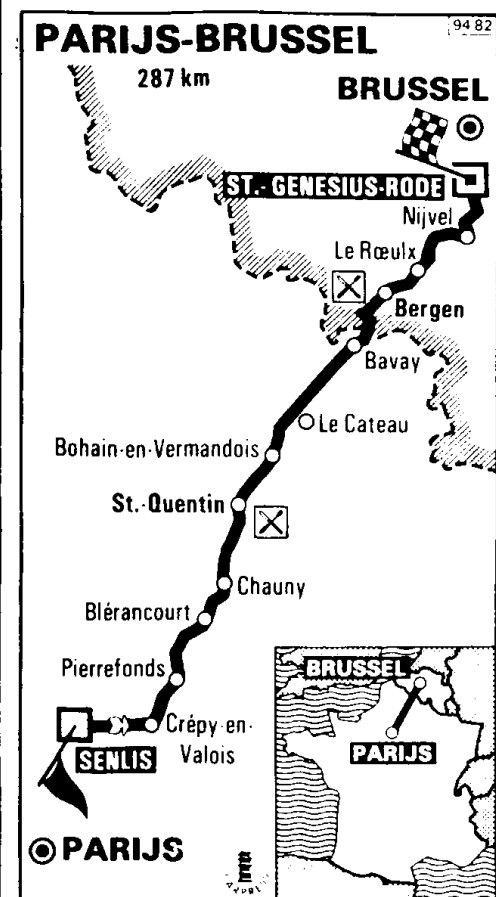 94 82
PARIJS-BRUSSEL
287 km
BRUSSEL
ST.-GENESIUS-RODE
Nijvel
Le Rœulx
Bergen
Bavay
Le Cateau
Bohain-en-Vermandois
St.-Quentin
Chauny
Blérancourt
Pierrefonds
Crépy-en-
Valois
SENLIS
PARIJS
BRUSSEL
PARIJS